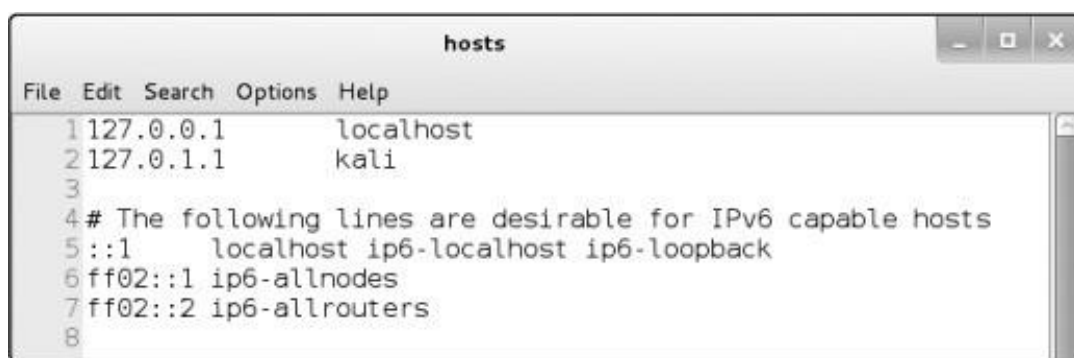 hosts
File Edit Search Options Help
1 127.0.0.1 localhost
2 127.0.1.1 kali
3
4 # The following lines are desirable for IPv6 capable hosts
5 ::1 localhost ip6-localhost ip6-loopback
6 ff02::1 ip6-allnodes
7 ff02::2 ip6-allrouters
8